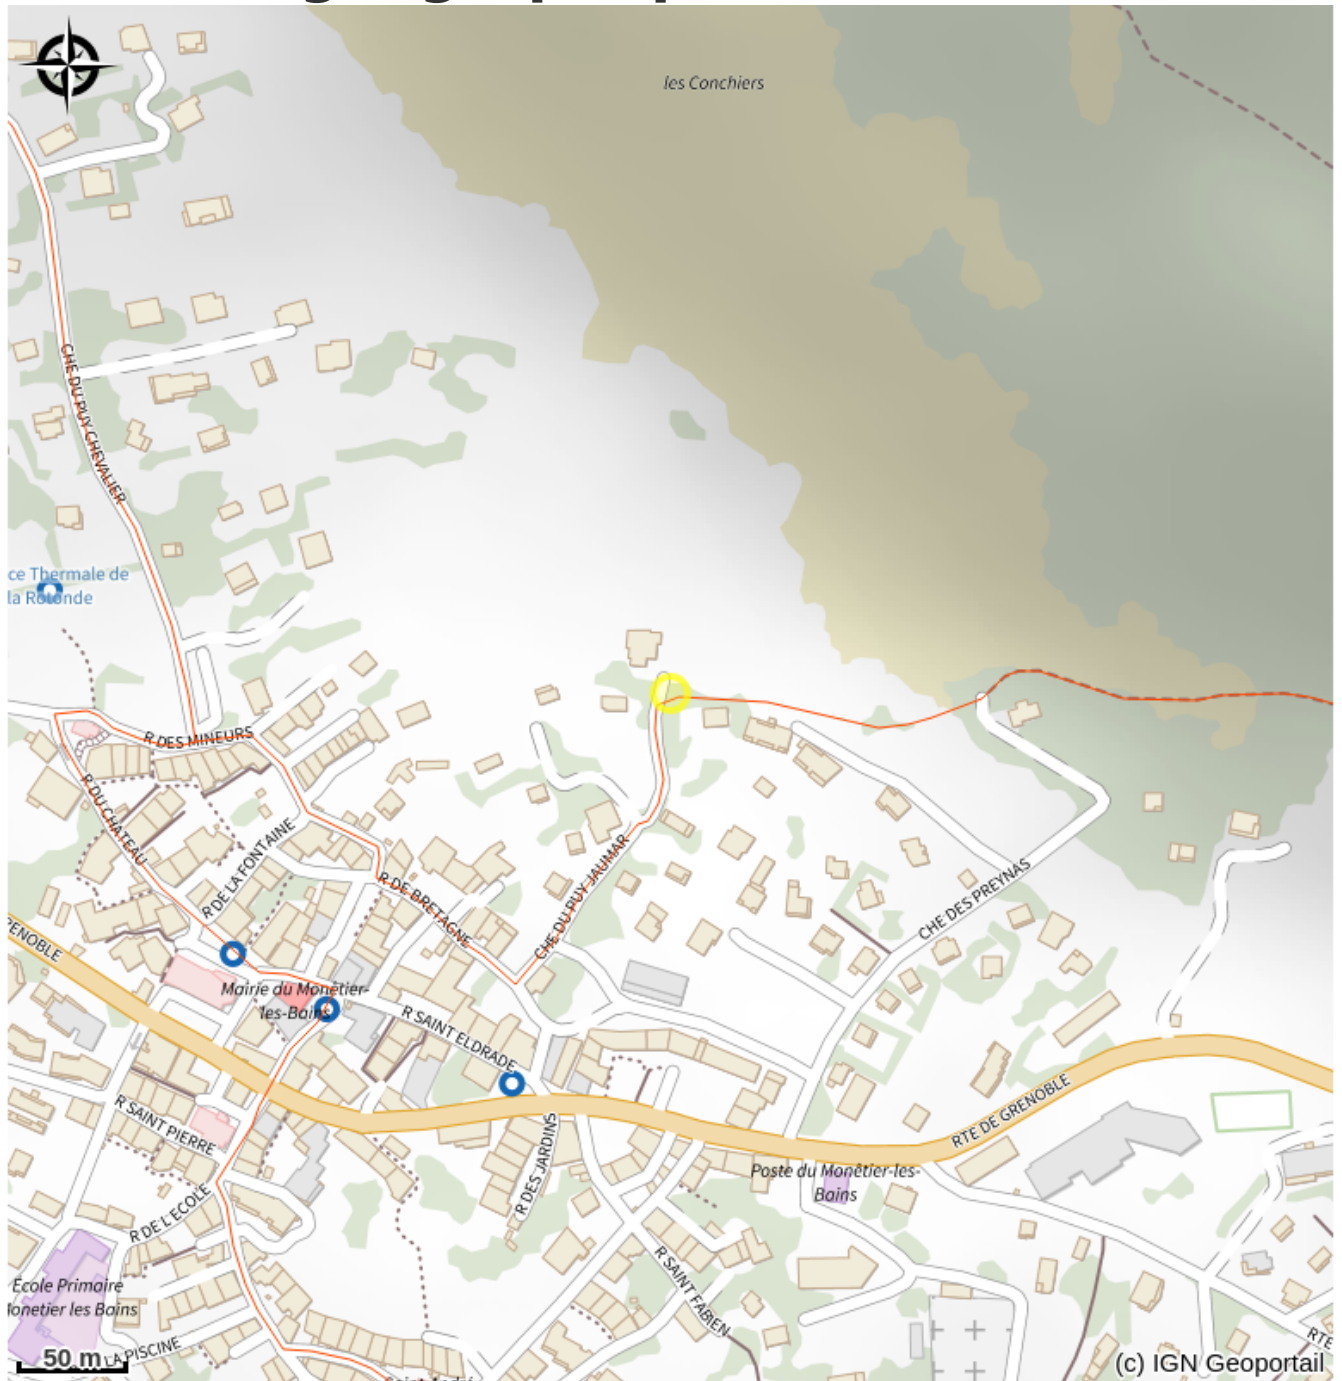 les Conchiers
CHE DU PUY CHEVALIER
ce Thermale de
la Rotonde
R DES MINEURS
R DU CHATEAU
R DE LA FONTAINE
R DE BRETAGNE
CHE DU PUY JAUMAR
CHE DES PREYNAS
RENOBLE
Mairie du Monêtier-
les-Bains
R SAINT ELDRADE
RTE DE GRENOBLE
R SAINT PIERRE
R DES JARDINS
Poste du Monêtier-les-
Bains
R DE L'ECOLE
R SAINT FABIEN
Ecole Primaire
Monetier les Bains
LA PISCINE
50 m
RTE
(c) IGN Geoportail